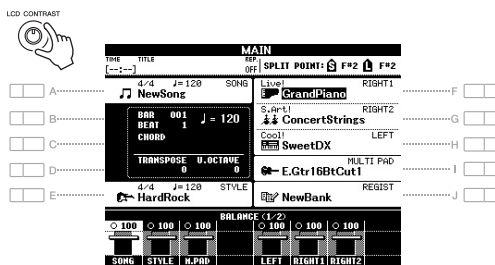 LCD CONTRAST
MAIN
TIME TITLE REP.
[--:--] OFF SPLIT POINT: S F#2 L F#2
4/4 ♩=120 SONG
NewSong
BAR 001
BEAT 1
♩ = 120
CHORD
TRANSPOSE U.OCTAVE
0 0
4/4 ♩=120 STYLE
HardRock
Live! RIGHT1
GrandPiano
S.Art! RIGHT2
ConcertStrings
Cool! LEFT
SweetDX
MULTI PAD
E.Gtr16BtCut1
REGIST
NewBank
A
B
C
D
E
F
G
H
I
J
BALANCE (1/2)
100 100 100 100 100 100
SONG STYLE M.PAD LEFT RIGHT1 RIGHT2